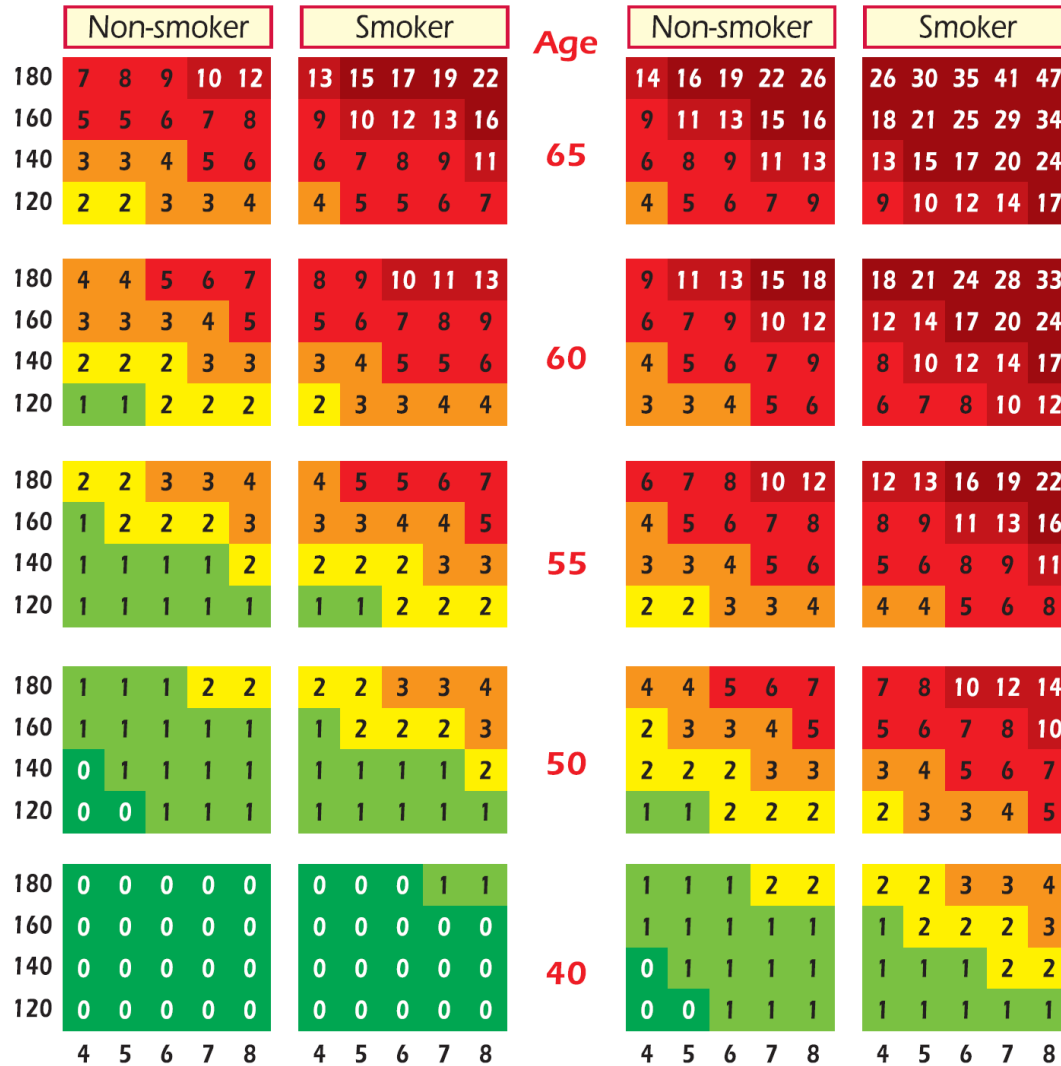 Non-smoker Smoker Age Non-smoker Smoker
180 7 8 9 10 12 13 15 17 19 22 14 16 19 22 26 26 30 35 41 47
160 5 5 6 7 8 9 10 12 13 16 9 11 13 15 16 18 21 25 29 34
140 3 3 4 5 6 6 7 8 9 11 65 6 8 9 11 13 13 15 17 20 24
120 2 2 3 3 4 4 5 5 6 7 4 5 6 7 9 9 10 12 14 17
180 4 4 5 6 7 8 9 10 11 13 9 11 13 15 18 18 21 24 28 33
160 3 3 3 4 5 5 6 7 8 9 6 7 9 10 12 12 14 17 20 24
140 2 2 2 3 3 3 4 5 5 6 60 4 5 6 7 9 8 10 12 14 17
120 1 1 2 2 2 2 3 3 4 4 3 3 4 5 6 6 7 8 10 12
180 2 2 3 3 4 4 5 5 6 7 6 7 8 10 12 12 13 16 19 22
160 1 2 2 2 3 3 3 4 4 5 4 5 6 7 8 8 9 11 13 16
140 1 1 1 1 2 2 2 2 3 3 55 3 3 4 5 6 5 6 8 9 11
120 1 1 1 1 1 1 1 2 2 2 2 2 3 3 4 4 4 5 6 8
180 1 1 1 2 2 2 2 3 3 4 4 4 5 6 7 7 8 10 12 14
160 1 1 1 1 1 1 2 2 2 3 2 3 3 4 5 5 6 7 8 10
140 0 1 1 1 1 1 1 1 1 2 50 2 2 2 3 3 3 4 5 6 7
120 0 0 1 1 1 1 1 1 1 1 1 1 2 2 2 2 3 3 4 5
180 0 0 0 0 0 0 0 0 1 1 1 1 1 2 2 2 2 3 3 4
160 0 0 0 0 0 0 0 0 0 0 1 1 1 1 1 1 2 2 2 3
140 0 0 0 0 0 0 0 0 0 0 40 0 1 1 1 1 1 1 1 2 2
120 0 0 0 0 0 0 0 0 0 0 0 0 1 1 1 1 1 1 1 1
4 5 6 7 8 4 5 6 7 8 4 5 6 7 8 4 5 6 7 8